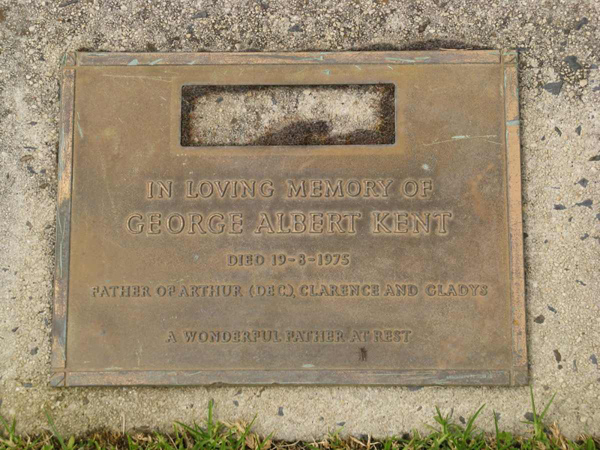 IN LOVING MEMORY OF
GEORGE ALBERT KENT
DIED 19-8-1975
FATHER OF ARTHUR (DEC), CLARENCE AND GLADYS
A WONDERFUL FATHER AT REST